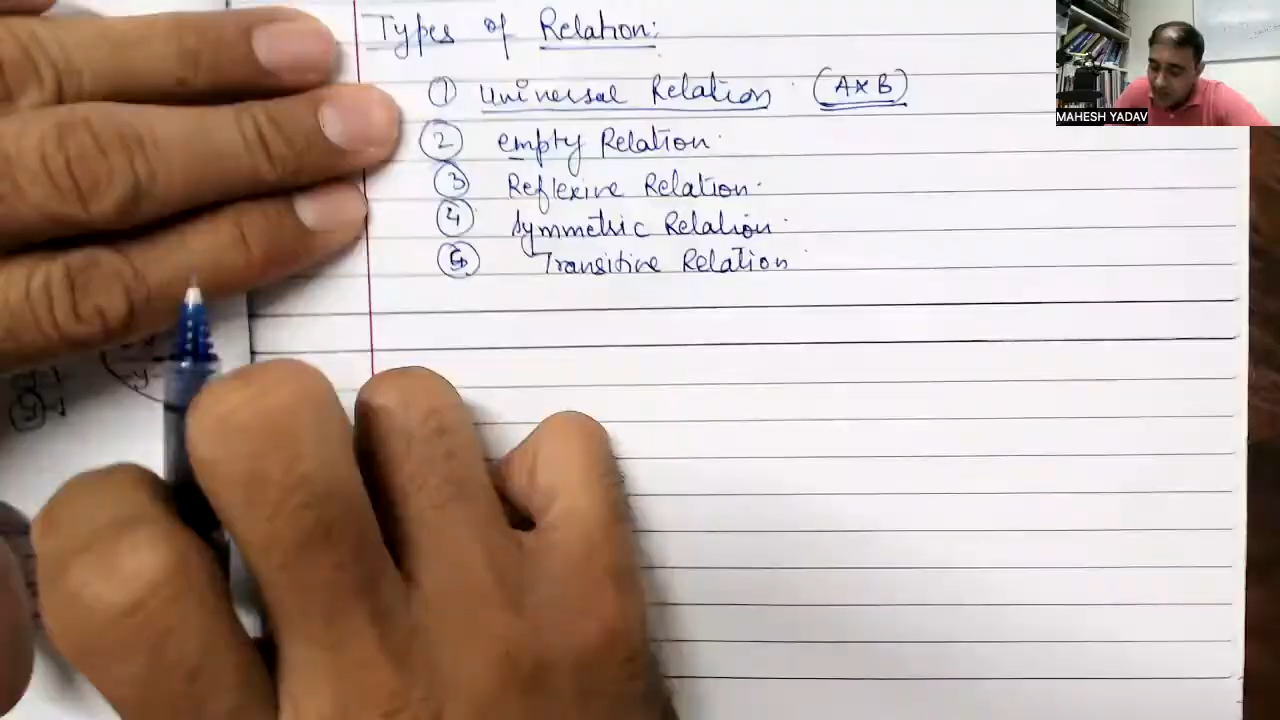 Types of Relation:
① Universal Relation. (A×B)
② empty Relation.
③ Reflexive Relation.
④ Symmetric Relation.
⑤ Transitive Relation.
MAHESH YADAV